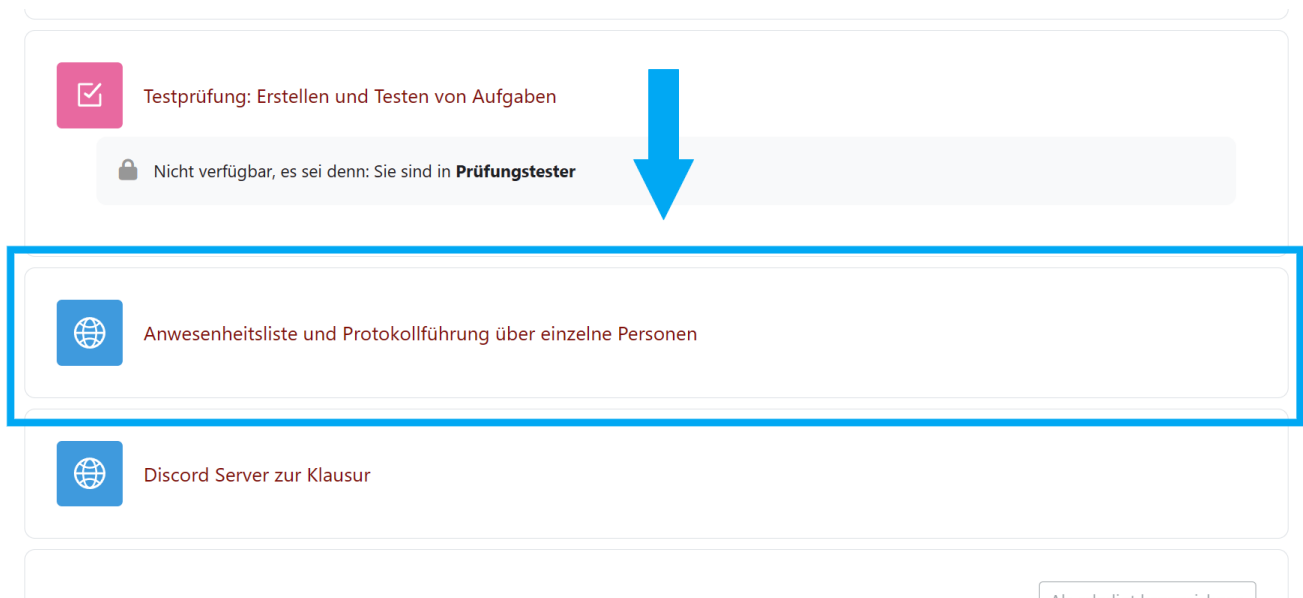 Testprüfung: Erstellen und Testen von Aufgaben
Nicht verfügbar, es sei denn: Sie sind in Prüfungstester
Anwesenheitsliste und Protokollführung über einzelne Personen
Discord Server zur Klausur